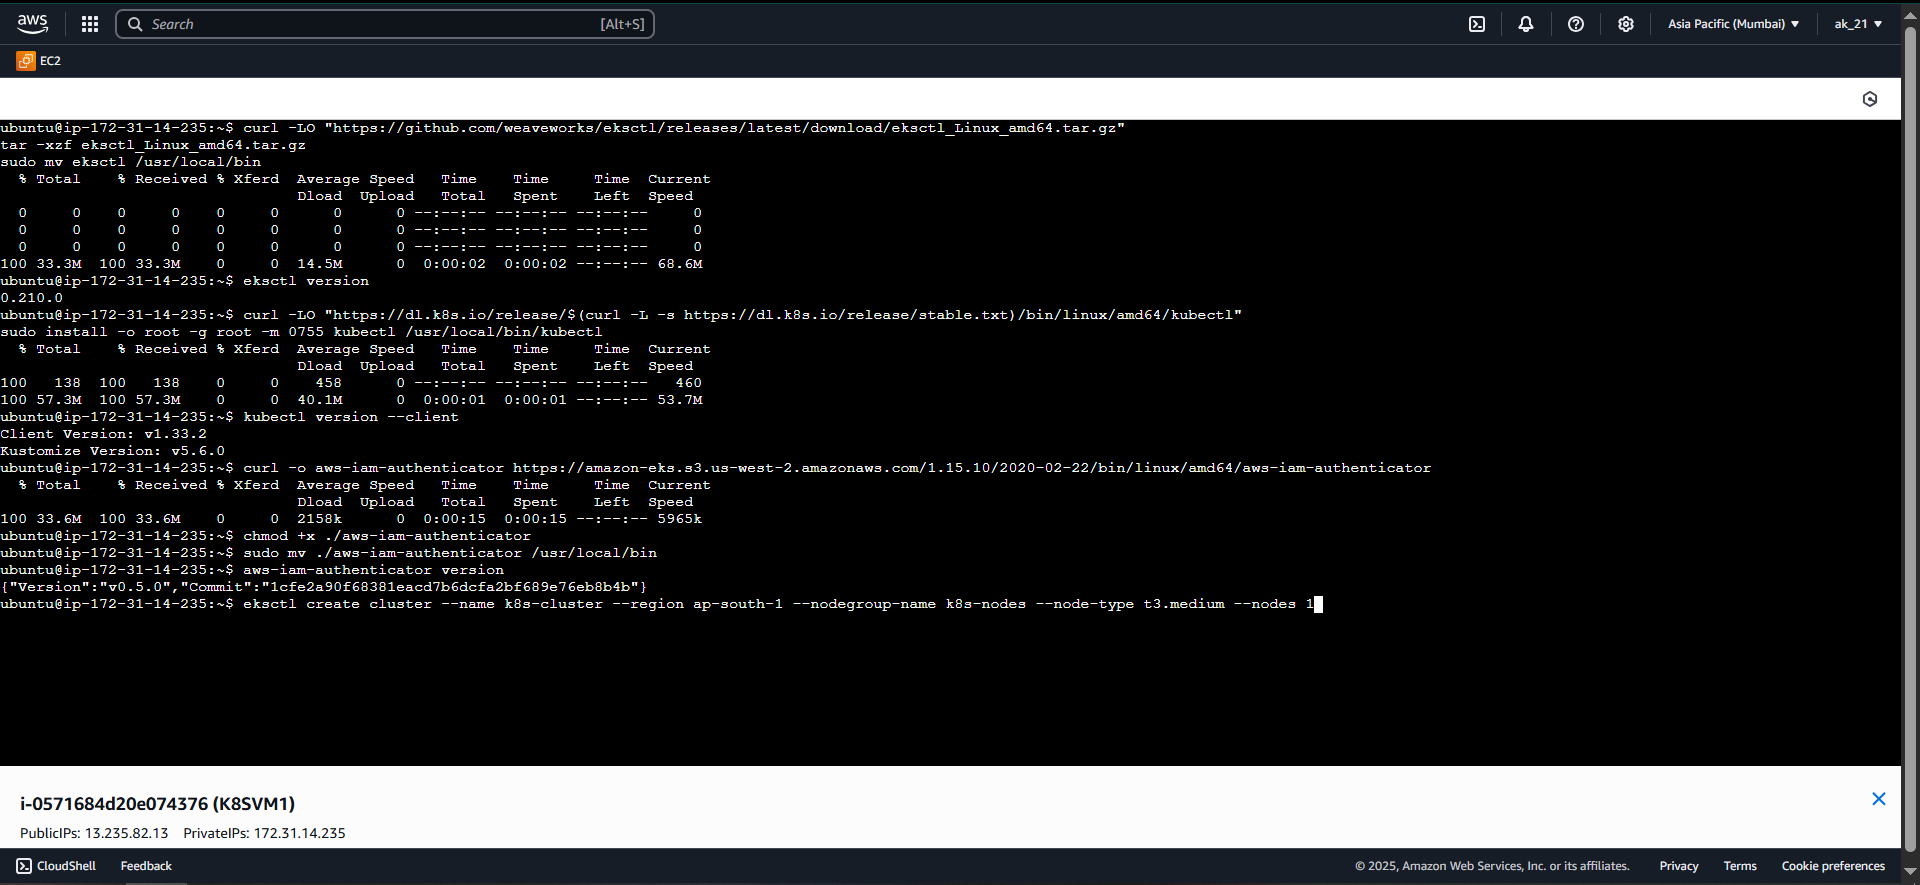 aws
Search [Alt+S]
Asia Pacific (Mumbai) ▼
ak_21 ▼
EC2
ubuntu@ip-172-31-14-235:~$ curl -LO "https://github.com/weaveworks/eksctl/releases/latest/download/eksctl_Linux_amd64.tar.gz"
tar -xzf eksctl_Linux_amd64.tar.gz
sudo mv eksctl /usr/local/bin
  % Total    % Received % Xferd  Average Speed   Time    Time     Time  Current
                                 Dload  Upload   Total   Spent    Left  Speed
  0     0    0     0    0     0      0      0 --:--:-- --:--:-- --:--:--     0
  0     0    0     0    0     0      0      0 --:--:-- --:--:-- --:--:--     0
  0     0    0     0    0     0      0      0 --:--:-- --:--:-- --:--:--     0
100 33.3M  100 33.3M    0     0  14.5M      0  0:00:02  0:00:02 --:--:-- 68.6M
ubuntu@ip-172-31-14-235:~$ eksctl version
0.210.0
ubuntu@ip-172-31-14-235:~$ curl -LO "https://dl.k8s.io/release/$(curl -L -s https://dl.k8s.io/release/stable.txt)/bin/linux/amd64/kubectl"
sudo install -o root -g root -m 0755 kubectl /usr/local/bin/kubectl
  % Total    % Received % Xferd  Average Speed   Time    Time     Time  Current
                                 Dload  Upload   Total   Spent    Left  Speed
100   138  100   138    0     0    458      0 --:--:-- --:--:-- --:--:--   460
100 57.3M  100 57.3M    0     0  40.1M      0  0:00:01  0:00:01 --:--:-- 53.7M
ubuntu@ip-172-31-14-235:~$ kubectl version --client
Client Version: v1.33.2
Kustomize Version: v5.6.0
ubuntu@ip-172-31-14-235:~$ curl -o aws-iam-authenticator https://amazon-eks.s3.us-west-2.amazonaws.com/1.15.10/2020-02-22/bin/linux/amd64/aws-iam-authenticator
  % Total    % Received % Xferd  Average Speed   Time    Time     Time  Current
                                 Dload  Upload   Total   Spent    Left  Speed
100 33.6M  100 33.6M    0     0  2158k      0  0:00:15  0:00:15 --:--:-- 5965k
ubuntu@ip-172-31-14-235:~$ chmod +x ./aws-iam-authenticator
ubuntu@ip-172-31-14-235:~$ sudo mv ./aws-iam-authenticator /usr/local/bin
ubuntu@ip-172-31-14-235:~$ aws-iam-authenticator version
{"Version":"v0.5.0","Commit":"1cfe2a90f68381eacd7b6dcfa2bf689e76eb8b4b"}
ubuntu@ip-172-31-14-235:~$ eksctl create cluster --name k8s-cluster --region ap-south-1 --nodegroup-name k8s-nodes --node-type t3.medium --nodes 1
i-0571684d20e074376 (K8SVM1)
PublicIPs: 13.235.82.13 PrivateIPs: 172.31.14.235
CloudShell Feedback © 2025, Amazon Web Services, Inc. or its affiliates. Privacy Terms Cookie preferences